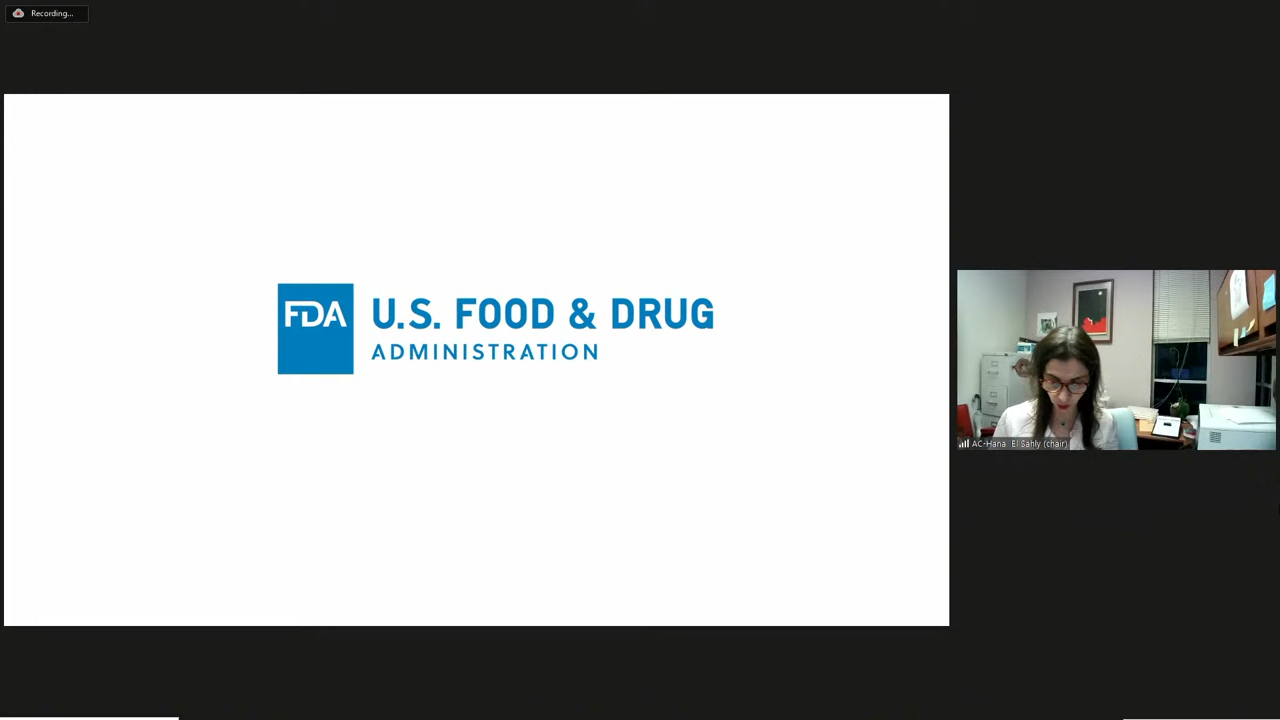 Recording...
FDA
U.S. FOOD & DRUG
ADMINISTRATION
AC-Hana El Sahly (chair)